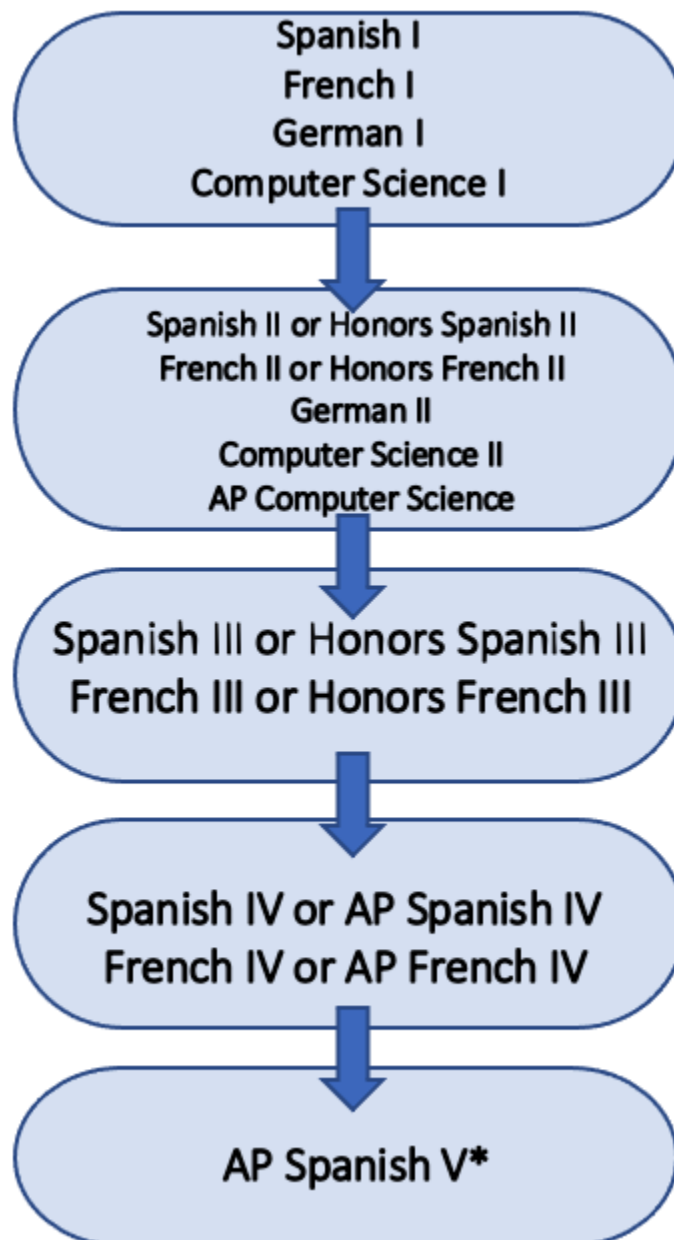 Spanish I
French I
German I
Computer Science I
Spanish II or Honors Spanish II
French II or Honors French II
German II
Computer Science II
AP Computer Science
Spanish III or Honors Spanish III
French III or Honors French III
Spanish IV or AP Spanish IV
French IV or AP French IV
AP Spanish V*